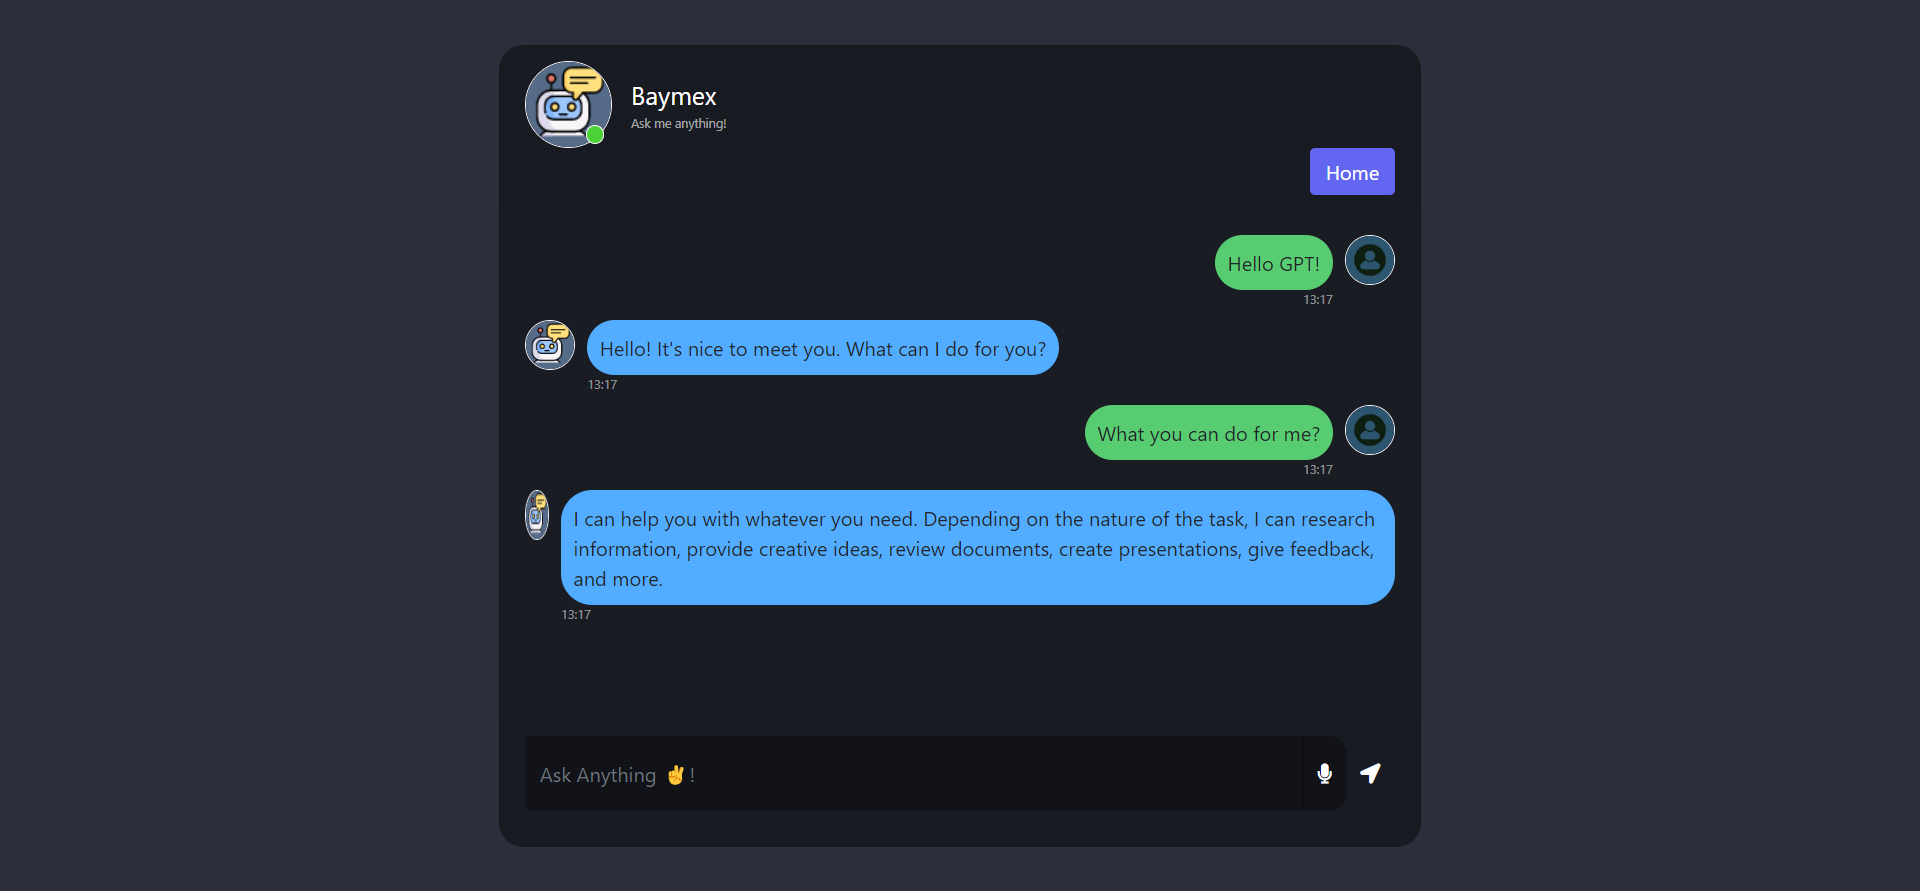 Baymex
Ask me anything!
Home
Hello GPT!
13:17
Hello! It's nice to meet you. What can I do for you?
13:17
What you can do for me?
13:17
I can help you with whatever you need. Depending on the nature of the task, I can research
information, provide creative ideas, review documents, create presentations, give feedback,
and more.
13:17
Ask Anything ✌️!